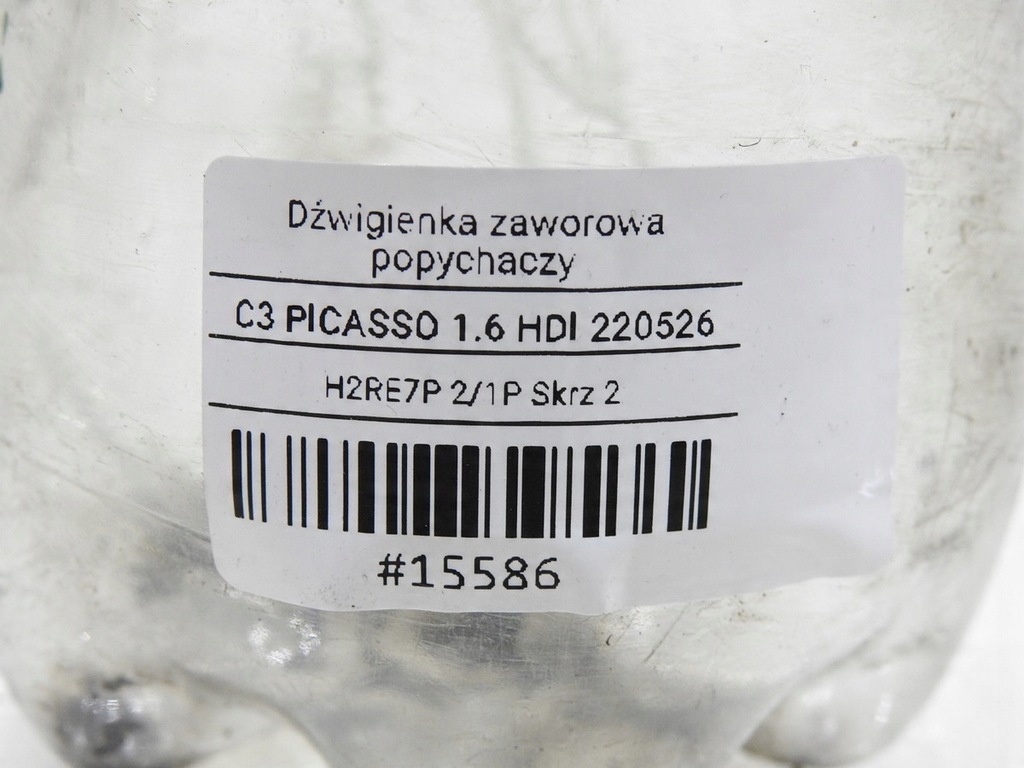 Dźwigienka zaworowa
popychaczy
C3 PICASSO 1.6 HDI 220526
H2RE7P 2/1P Skrz 2
#15586